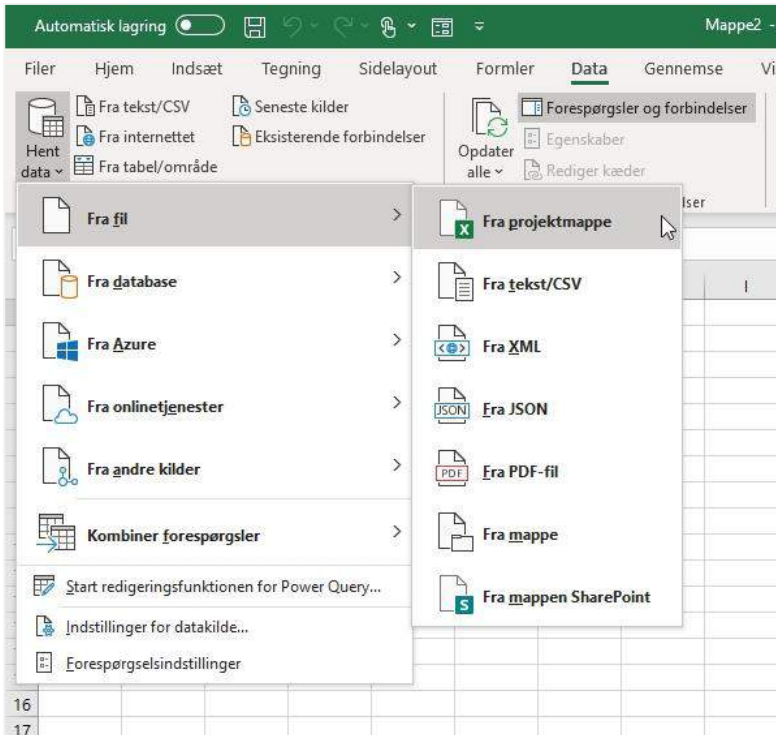 Automatisk lagring
Mappe2 -
Filer Hjem Indsæt Tegning Sidelayout Formler Data Gennemse Vi
Hent data
Fra tekst/CSV
Fra internettet
Fra tabel/område
Seneste kilder
Eksisterende forbindelser
Opdater alle
Forespørgsler og forbindelser
Egenskaber
Rediger kæder
lser
Fra fil
Fra database
Fra Azure
Fra onlinetjenester
Fra andre kilder
Kombiner forespørgsler
Start redigeringsfunktionen for Power Query...
Indstillinger for datakilde...
Forespørgselsindstillinger
Fra projektmappe
Fra tekst/CSV
Fra XML
JSON
Fra JSON
PDF
Fra PDF-fil
Fra mappe
Fra mappen SharePoint
I
16
17